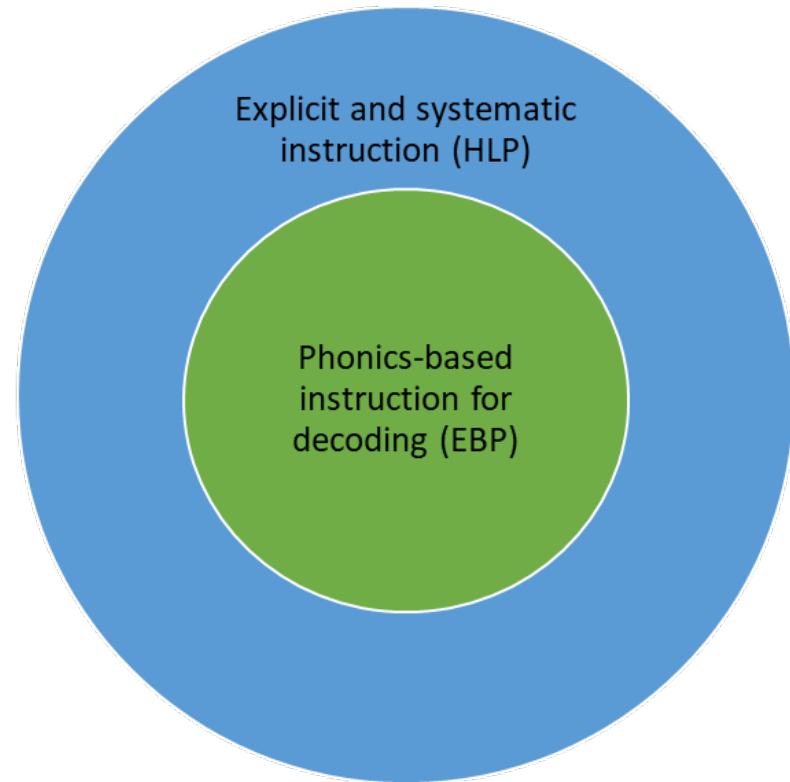 Explicit and systematic
instruction (HLP)
Phonics-based
instruction for
decoding (EBP)